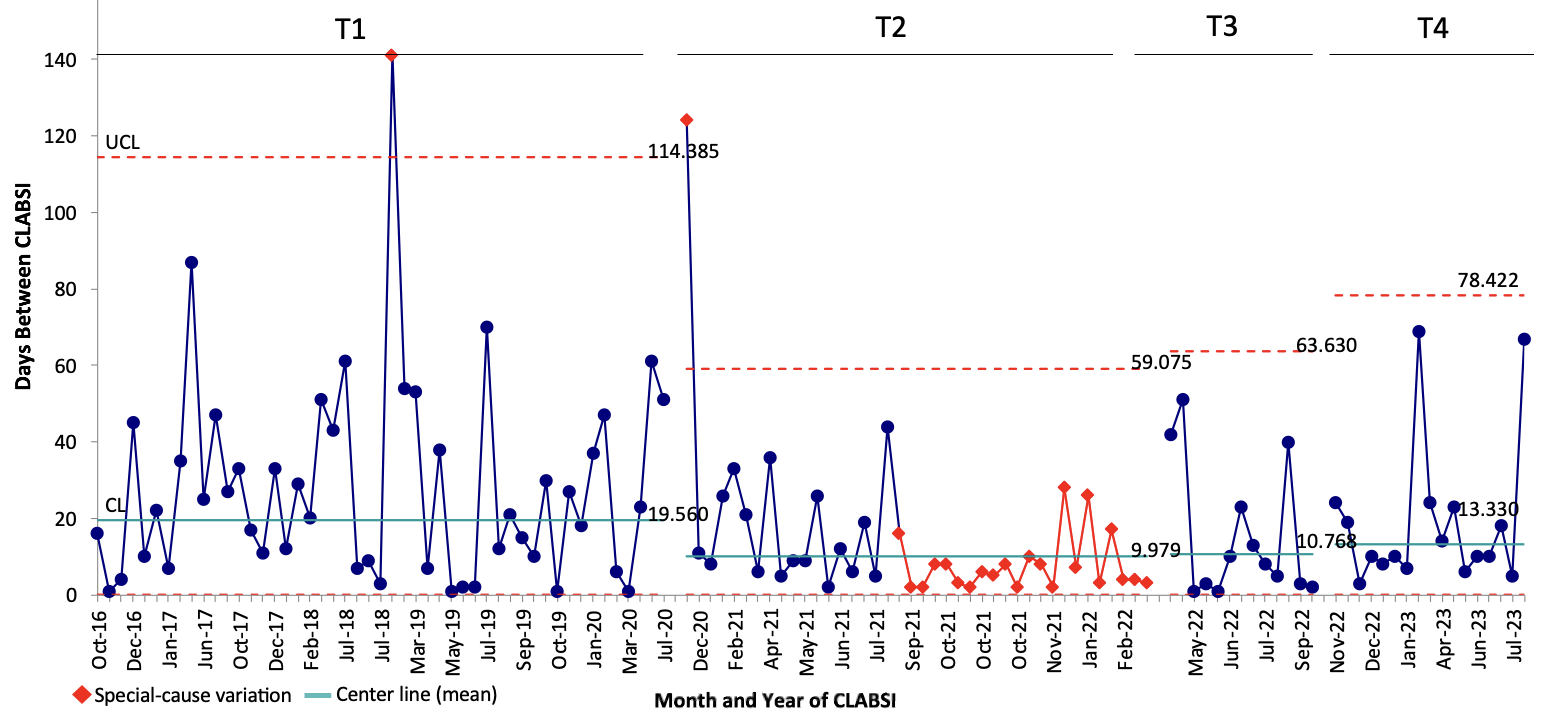 T1 T2 T3 T4
140
120
100
80
60
40
20
0
Days Between CLABSI
UCL
114.385
CL
19.560
59.075
9.979
63.630
10.768
78.422
13.330
Oct-16
Dec-16
Jan-17
Jun-17
Oct-17
Dec-17
Feb-18
Jul-18
Jul-18
Mar-19
May-19
Jul-19
Sep-19
Oct-19
Jan-20
Mar-20
Jul-20
Dec-20
Feb-21
Apr-21
May-21
Jun-21
Jul-21
Sep-21
Oct-21
Oct-21
Oct-21
Nov-21
Jan-22
Feb-22
May-22
Jun-22
Jul-22
Sep-22
Nov-22
Dec-22
Jan-23
Apr-23
Jun-23
Jul-23
Special-cause variation
Center line (mean)
Month and Year of CLABSI